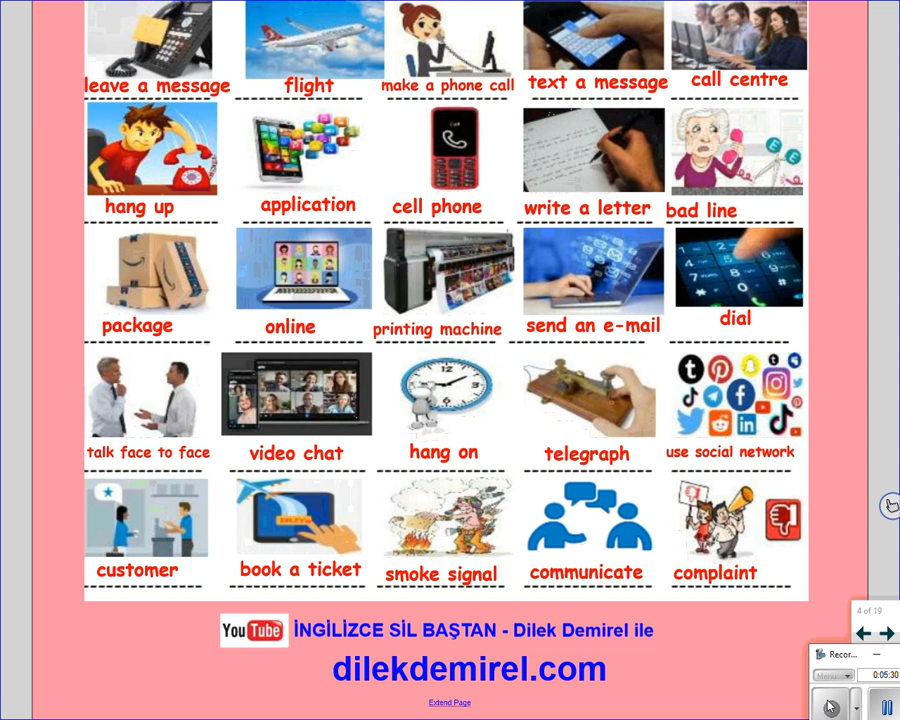 leave a message flight make a phone call text a message call centre
hang up application cell phone write a letter bad line
package online printing machine send an e-mail dial
talk face to face video chat hang on telegraph use social network
customer book a ticket smoke signal communicate complaint
YouTube İNGİLİZCE SİL BAŞTAN - Dilek Demirel ile
dilekdemirel.com
Extend Page
4 of 19
Recor...
Menu 0:05:30